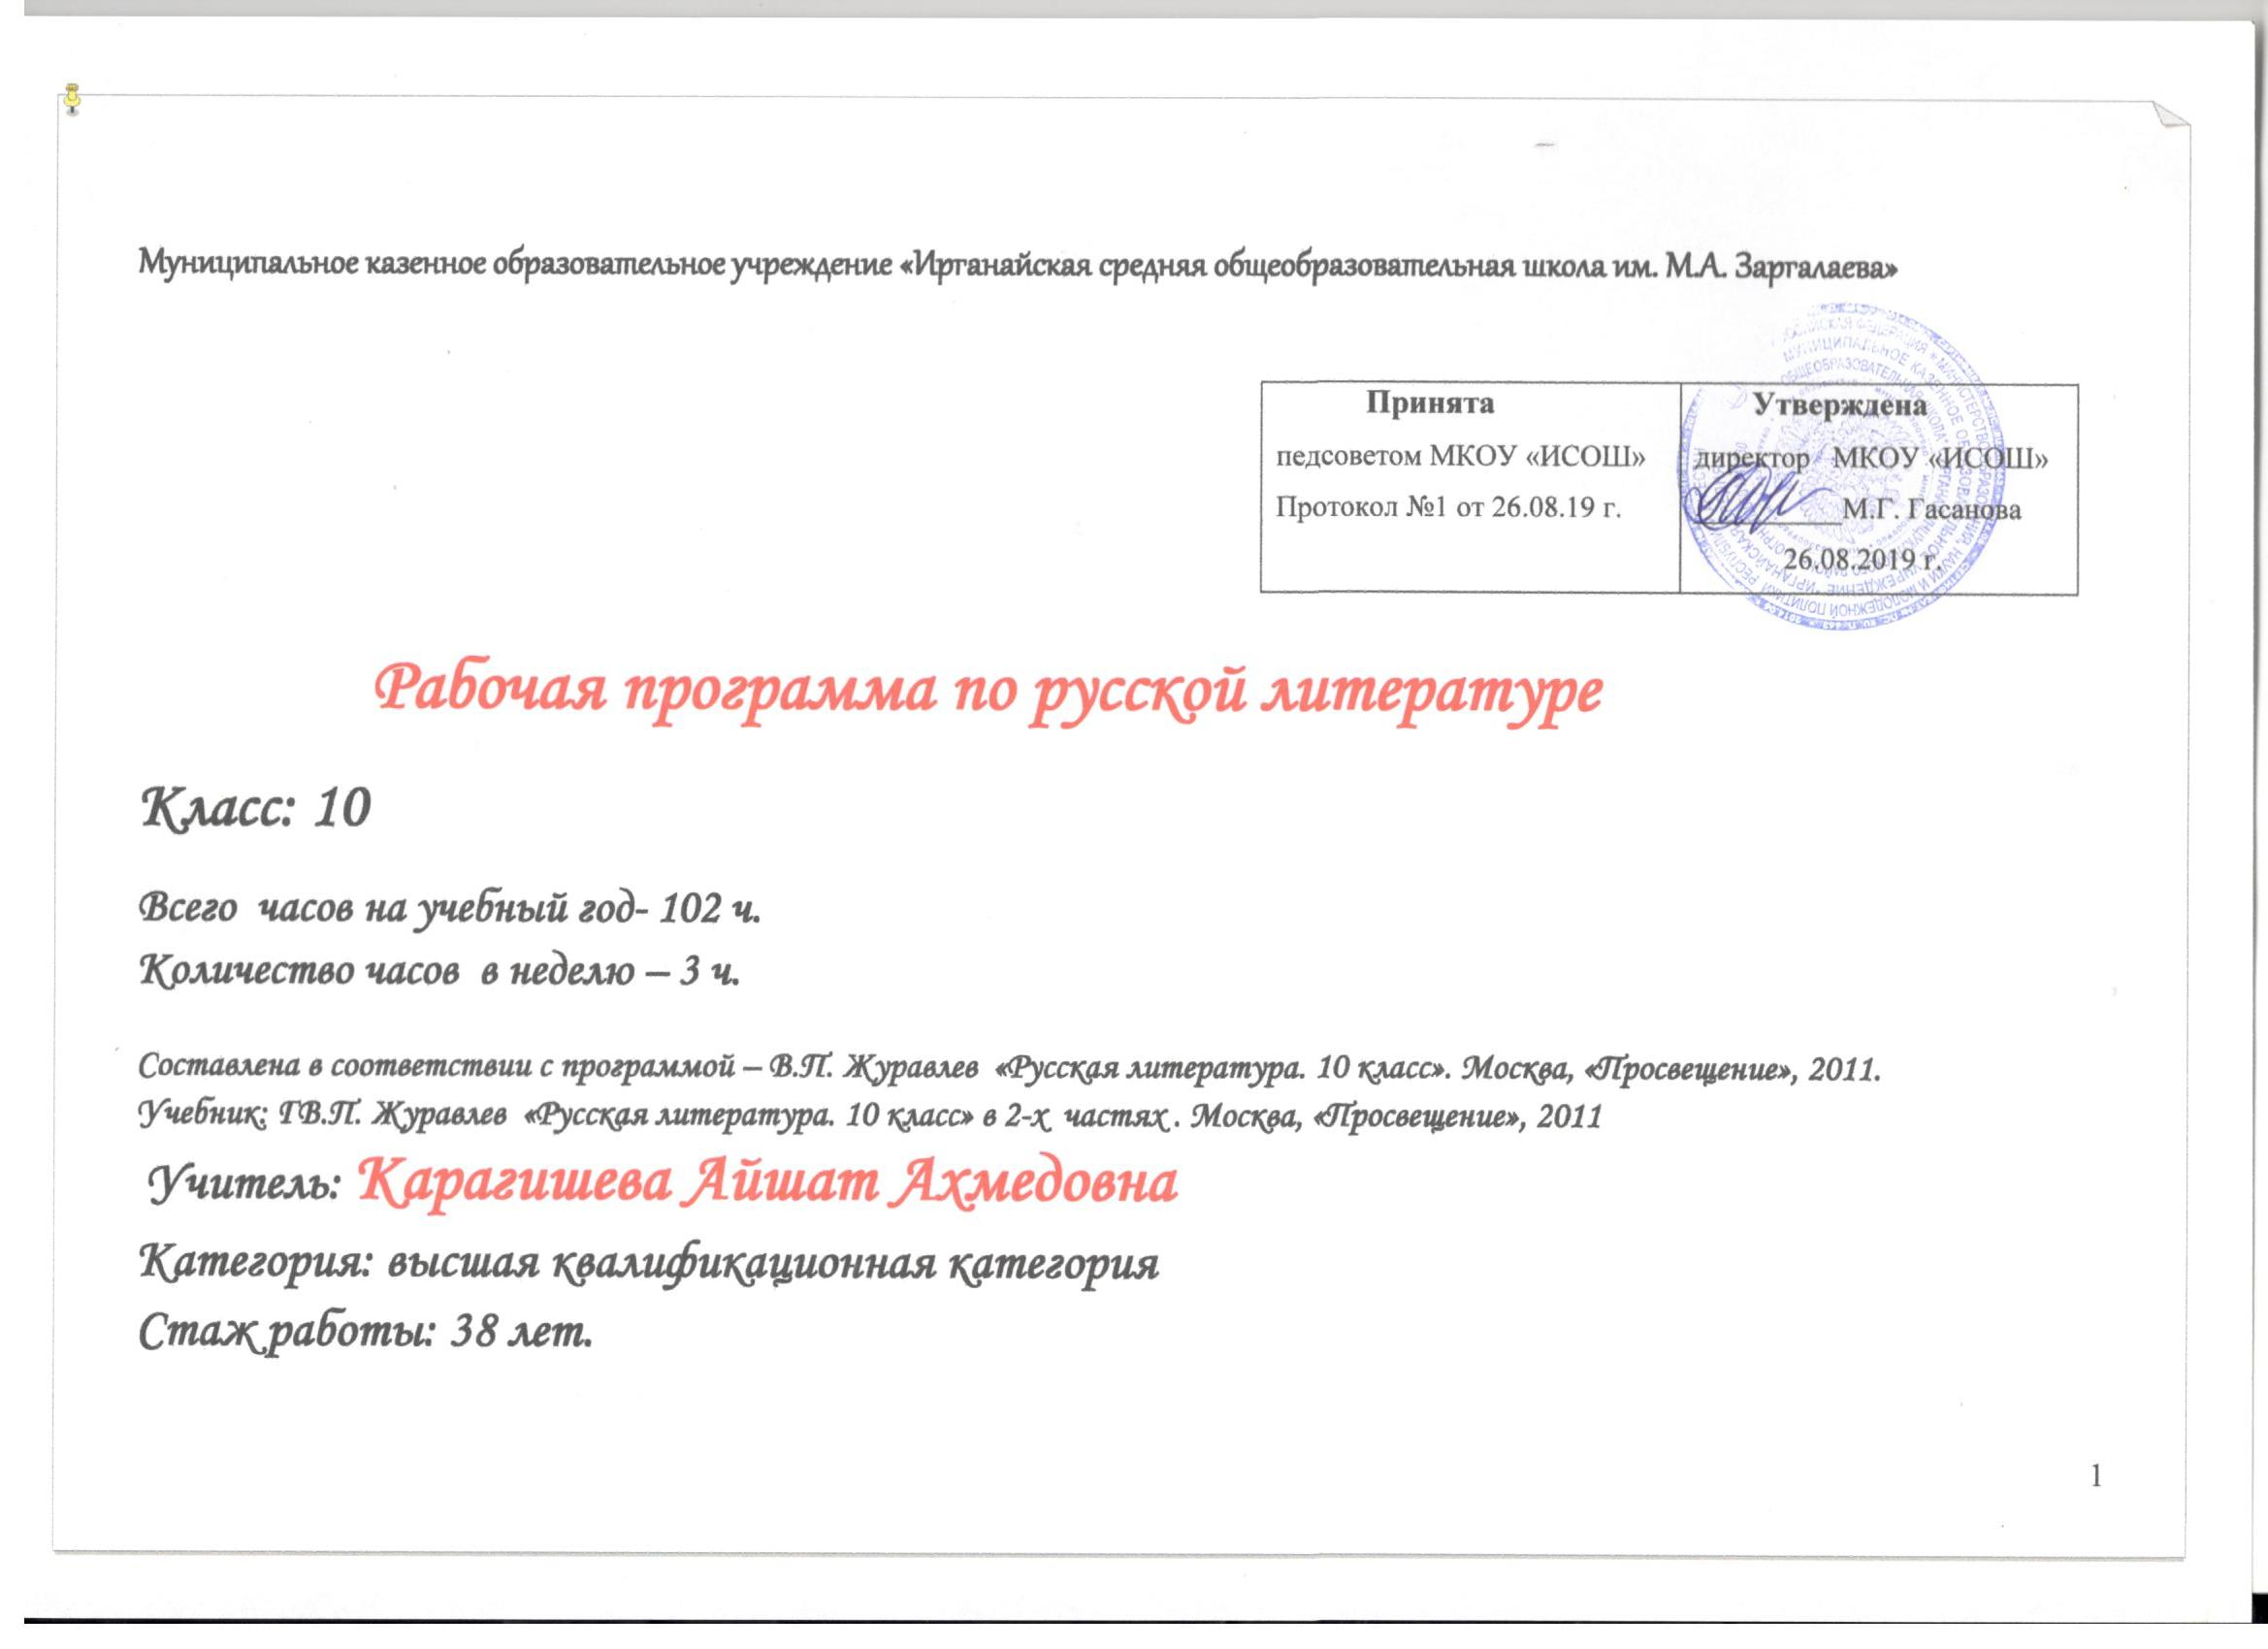 Муниципальное казенное образовательное учреждение «Ирганайская средняя общеобразовательная школа им. М.А. Заргалаева»
Принята
педсоветом МКОУ «ИСОШ»
Протокол №1 от 26.08.19 г.
Утверждена
директор МКОУ «ИСОШ»
____________М.Г. Гасанова
26.08.2019 г.
Рабочая программа по русской литературе
Класс: 10
Всего часов на учебный год- 102 ч.
Количество часов в неделю – 3 ч.
Составлена в соответствии с программой – В.П. Журавлев «Русская литература. 10 класс». Москва, «Просвещение», 2011.
Учебник: ТВ.П. Журавлев «Русская литература. 10 класс» в 2-х частях. Москва, «Просвещение», 2011
Учитель: Карагишева Айшат Ахмедовна
Категория: высшая квалификационная категория
Стаж работы: 38 лет.
1